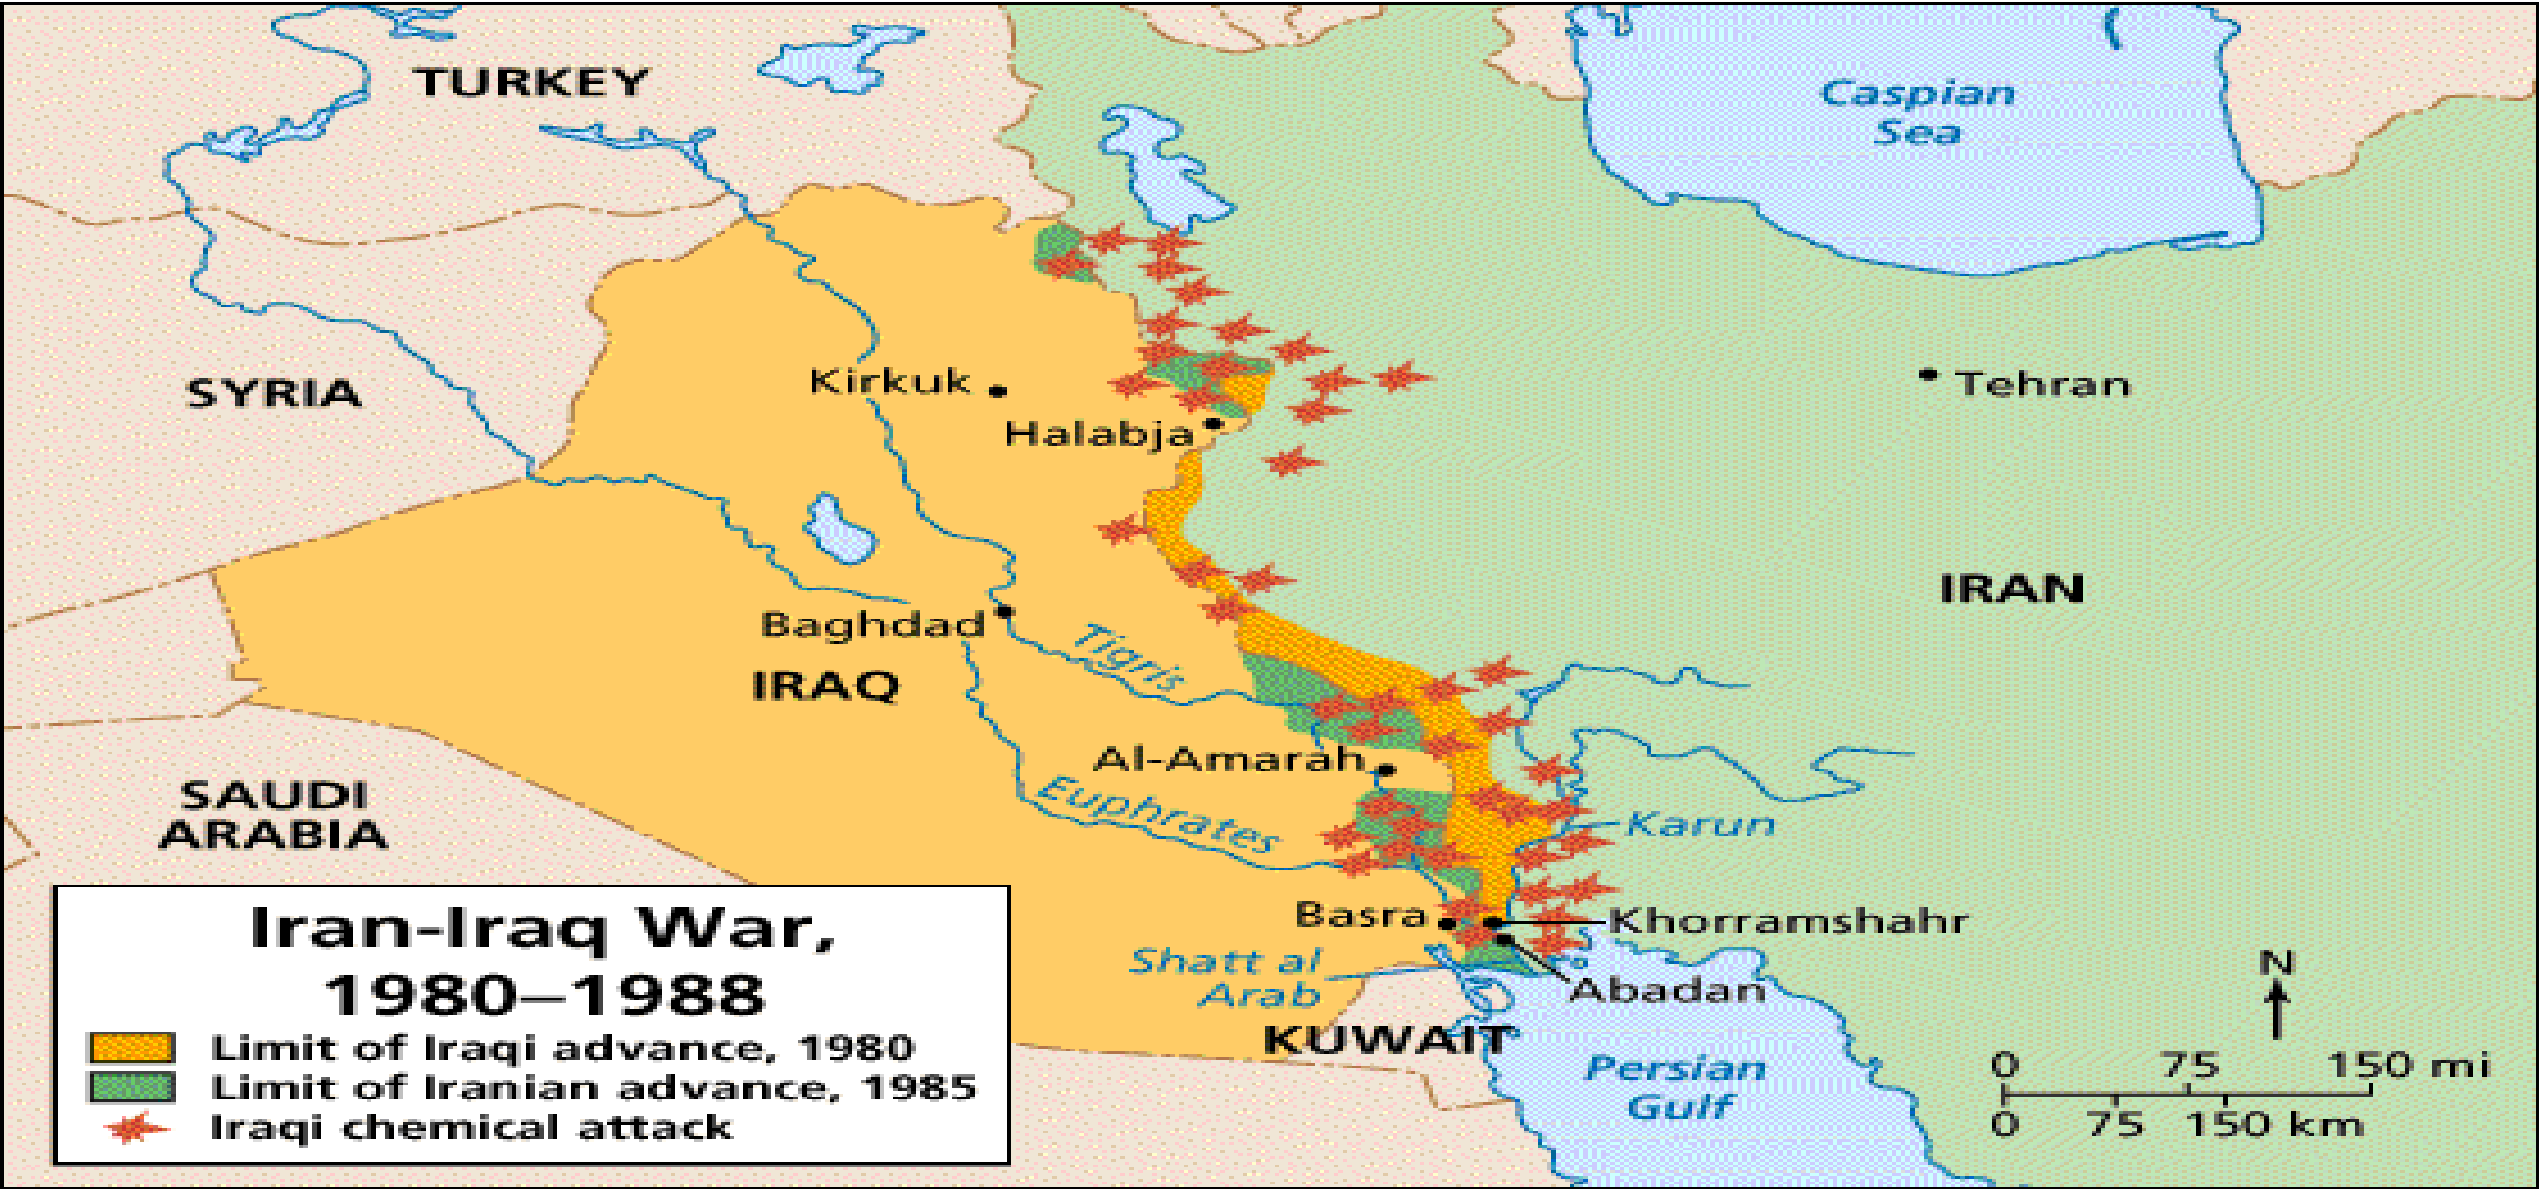 TURKEY
Caspian
Sea
SYRIA
Kirkuk
Tehran
Halabja
IRAN
Baghdad
Tigris
IRAQ
Al-Amarah
SAUDI
ARABIA
Euphrates
Karun
Basra
Khorramshahr
Shatt al
Arab
Abadan
KUWAIT
Persian
Gulf
N
0 75 150 mi
0 75 150 km
Iran-Iraq War,
1980–1988
Limit of Iraqi advance, 1980
Limit of Iranian advance, 1985
Iraqi chemical attack